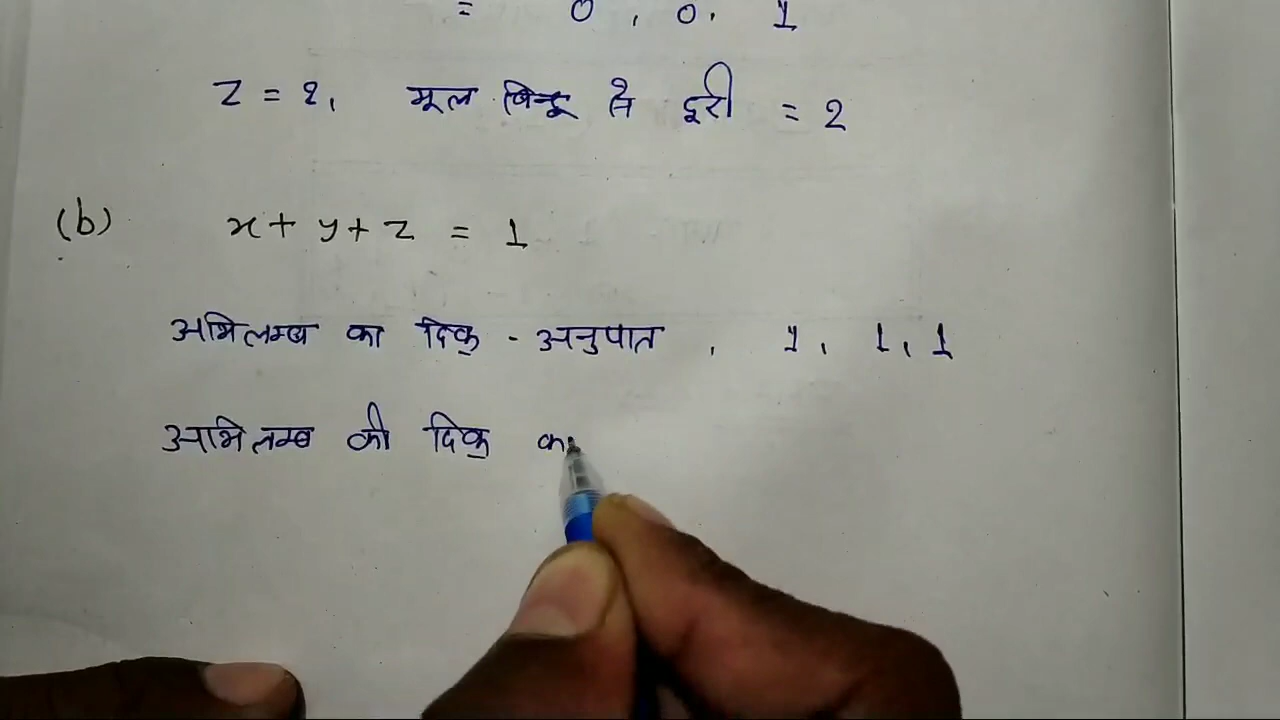 = 0, 0, 1
z = 2, मूल बिन्दू से दूरी = 2
(b) x + y + z = 1
अभिलम्ब का दिक् - अनुपात, 1, 1, 1
अभिलम्ब की दिक्